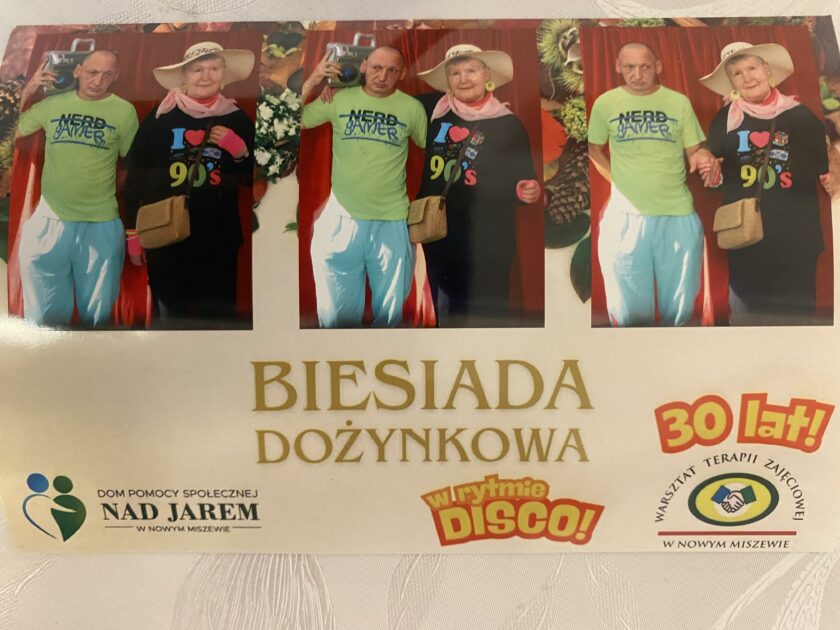 NERD
GAMER
I ❤ THE
90's
NERD
GAMER
I ❤
90's
NERD
GAMER
I ❤
90's
BIESIADA
DOŻYNKOWA
30 lat!
w rytmie
DISCO!
DOM POMOCY SPOŁECZNEJ
NAD JAREM
W NOWYM MISZEWIE
WARSZTAT TERAPII ZAJĘCIOWEJ
W NOWYM MISZEWIE